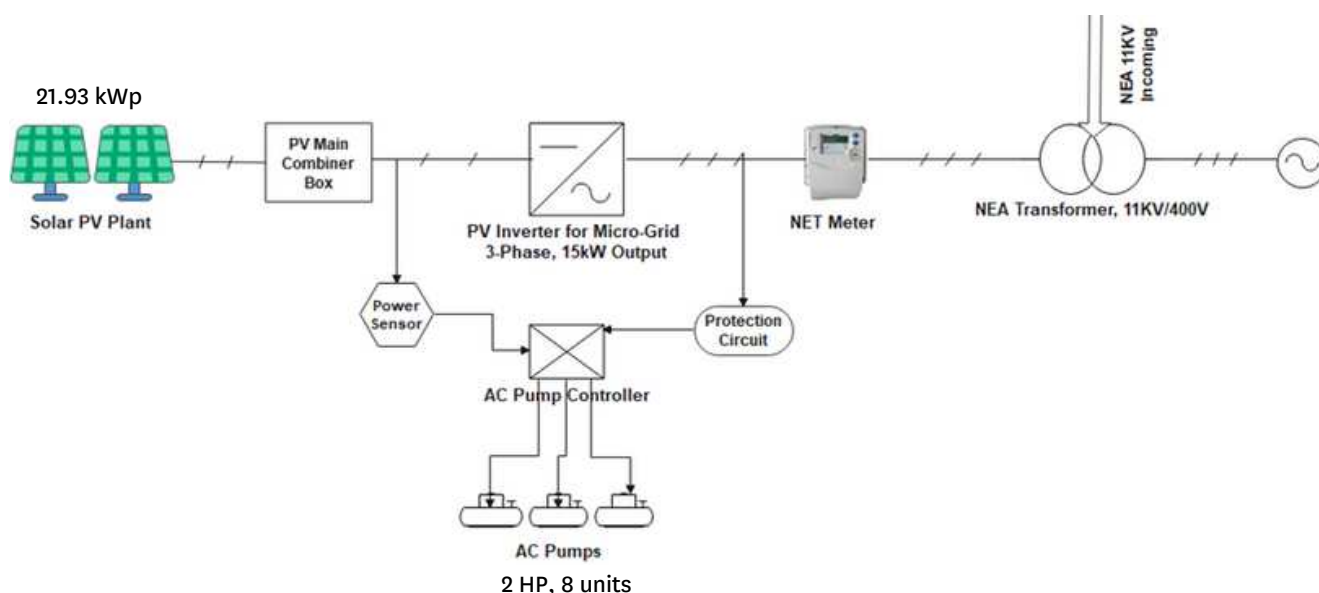 21.93 kWp
Solar PV Plant
PV Main
Combiner
Box
PV Inverter for Micro-Grid
3-Phase, 15kW Output
NET Meter
NEA 11KV
Incoming
NEA Transformer, 11KV/400V
Power
Sensor
Protection
Circuit
AC Pump Controller
AC Pumps
2 HP, 8 units